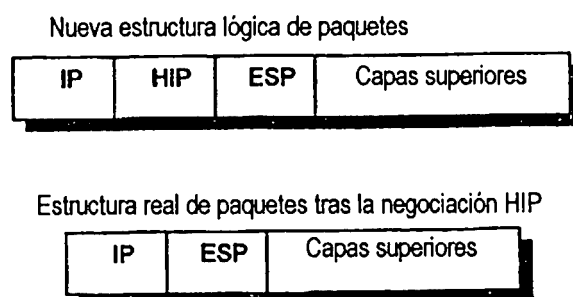 Nueva estructura lógica de paquetes
IP HIP ESP Capas superiores
Estructura real de paquetes tras la negociación HIP
IP ESP Capas superiores